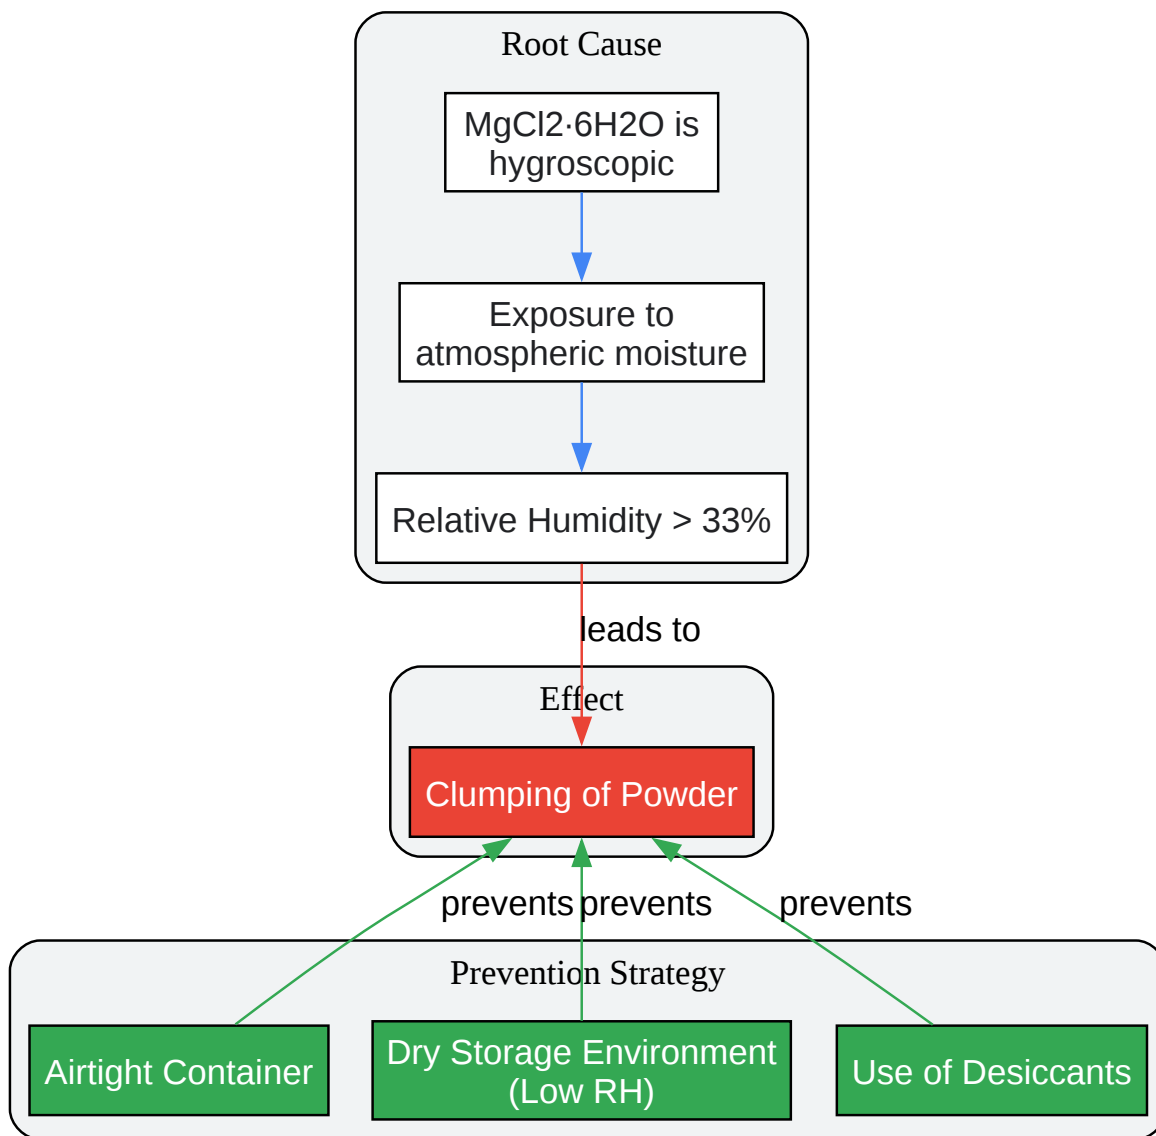 Root Cause
MgCl2·6H2O is
hygroscopic
Exposure to
atmospheric moisture
Relative Humidity > 33%
leads to
Effect
Clumping of Powder
prevents
prevents
prevents
Prevention Strategy
Airtight Container
Dry Storage Environment
(Low RH)
Use of Desiccants